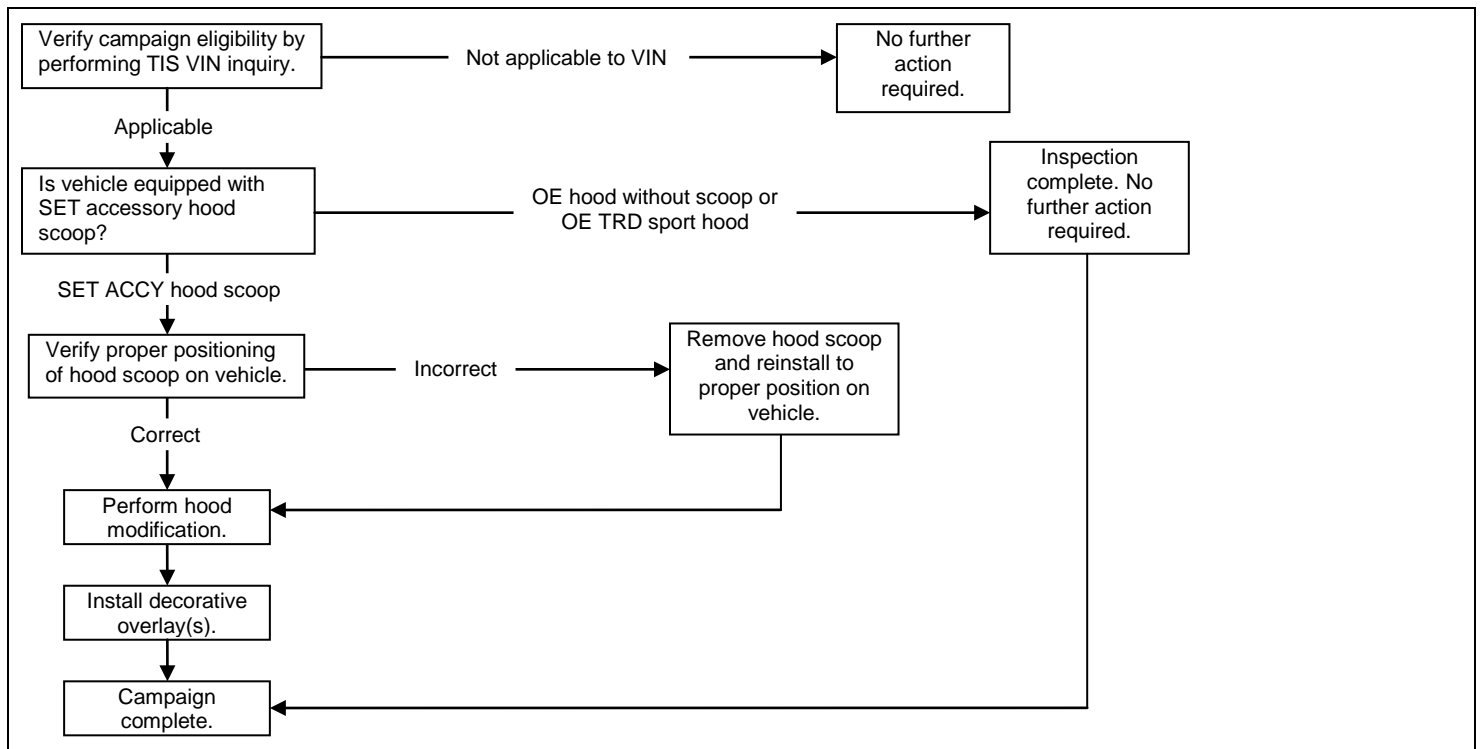 Verify campaign eligibility by
performing TIS VIN inquiry.
Not applicable to VIN
No further
action
required.
Applicable
Is vehicle equipped with
SET accessory hood
scoop?
OE hood without scoop or
OE TRD sport hood
Inspection
complete. No
further action
required.
SET ACCY hood scoop
Verify proper positioning
of hood scoop on vehicle.
Incorrect
Remove hood scoop
and reinstall to
proper position on
vehicle.
Correct
Perform hood
modification.
Install decorative
overlay(s).
Campaign
complete.